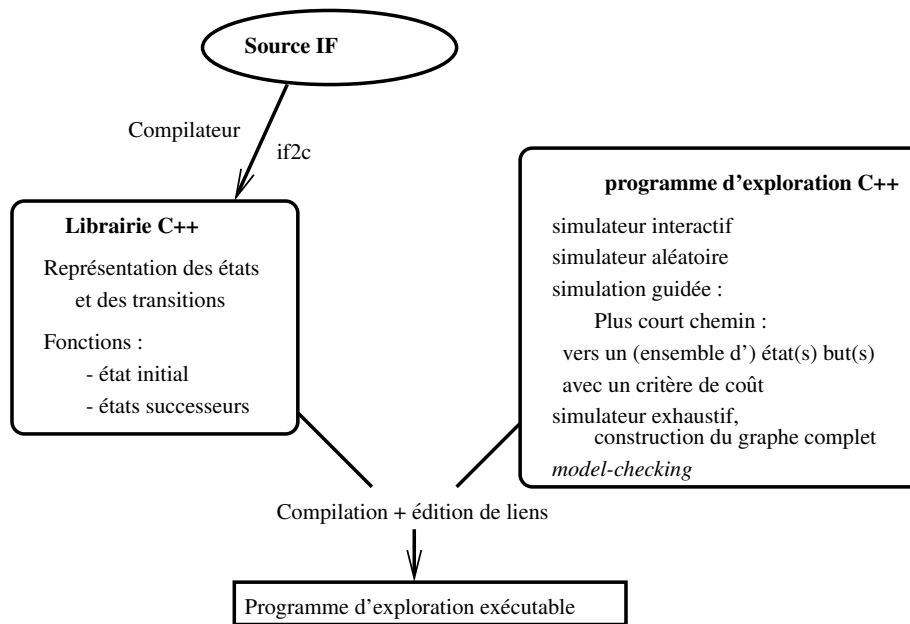 Source IF
Compilateur
if2c
Librairie C++
Représentation des états
et des transitions
Fonctions :
- état initial
- états successeurs
programme d'exploration C++
simulateur interactif
simulateur aléatoire
simulation guidée :
Plus court chemin :
vers un (ensemble d') état(s) but(s)
avec un critère de coût
simulateur exhaustif,
construction du graphe complet
model-checking
Compilation + édition de liens
Programme d'exploration exécutable